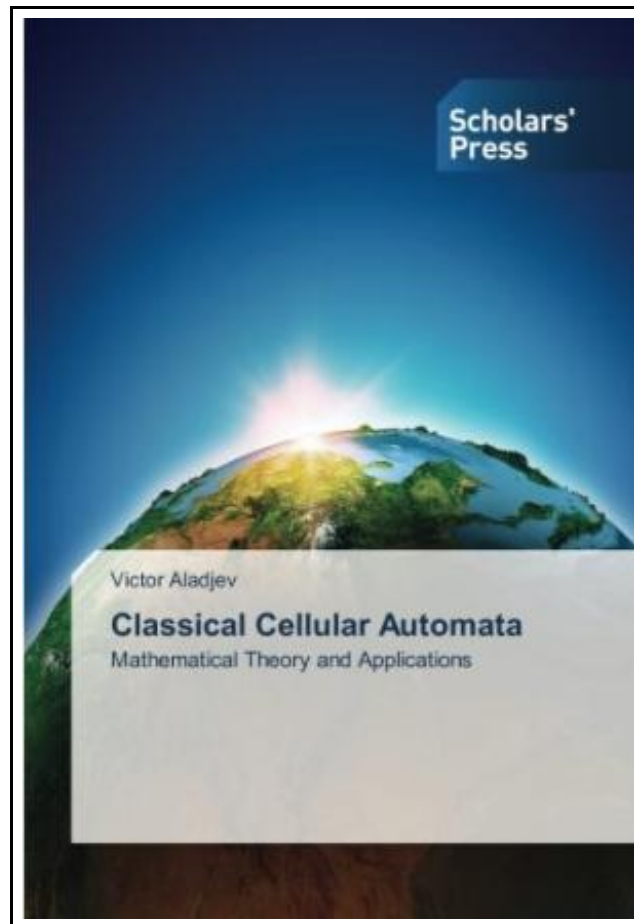 Scholars'
Press
Victor Aladjev
Classical Cellular Automata
Mathematical Theory and Applications